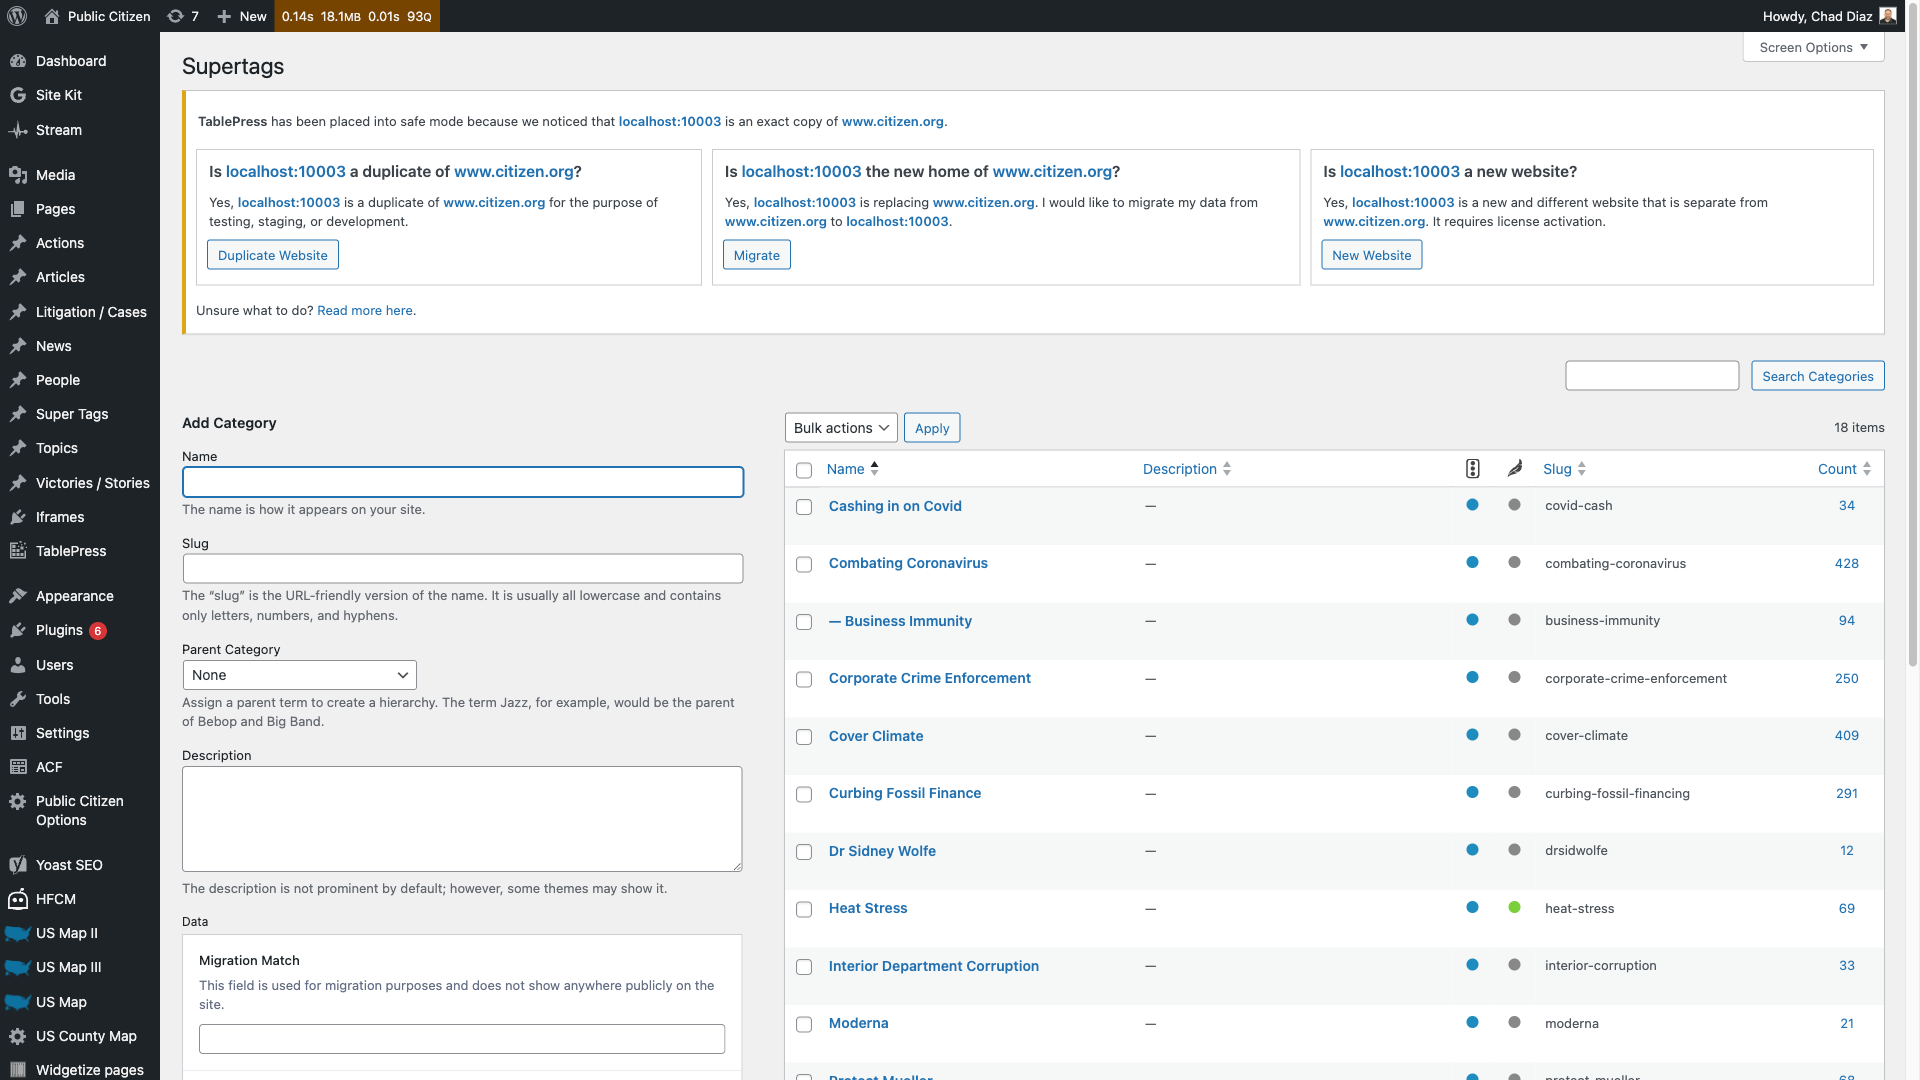 Public Citizen
7
New
0.14s 18.1MB 0.01s 93Q
Howdy, Chad Diaz
Dashboard
Site Kit
Stream
Media
Pages
Actions
Articles
Litigation / Cases
News
People
Super Tags
Topics
Victories / Stories
Iframes
TablePress
Appearance
Plugins 6
Users
Tools
Settings
ACF
Public Citizen
Options
Yoast SEO
HFCM
US Map II
US Map III
US Map
US County Map
Widgetize pages
Screen Options
Supertags
TablePress has been placed into safe mode because we noticed that localhost:10003 is an exact copy of www.citizen.org.
Is localhost:10003 a duplicate of www.citizen.org?
Yes, localhost:10003 is a duplicate of www.citizen.org for the purpose of
testing, staging, or development.
Duplicate Website
Is localhost:10003 the new home of www.citizen.org?
Yes, localhost:10003 is replacing www.citizen.org. I would like to migrate my data from
www.citizen.org to localhost:10003.
Migrate
Is localhost:10003 a new website?
Yes, localhost:10003 is a new and different website that is separate from
www.citizen.org. It requires license activation.
New Website
Unsure what to do? Read more here.
Search Categories
Add Category
Name
The name is how it appears on your site.
Slug
The “slug” is the URL-friendly version of the name. It is usually all lowercase and contains
only letters, numbers, and hyphens.
Parent Category
None
Assign a parent term to create a hierarchy. The term Jazz, for example, would be the parent
of Bebop and Big Band.
Description
The description is not prominent by default; however, some themes may show it.
Data
Migration Match
This field is used for migration purposes and does not show anywhere publicly on the
site.
Bulk actions
Apply
18 items
Name Description Slug Count
Cashing in on Covid — covid-cash 34
Combating Coronavirus — combating-coronavirus 428
— Business Immunity — business-immunity 94
Corporate Crime Enforcement — corporate-crime-enforcement 250
Cover Climate — cover-climate 409
Curbing Fossil Finance — curbing-fossil-financing 291
Dr Sidney Wolfe — drsidwolfe 12
Heat Stress — heat-stress 69
Interior Department Corruption — interior-corruption 33
Moderna — moderna 21
Protect Mueller — protect-mueller 68